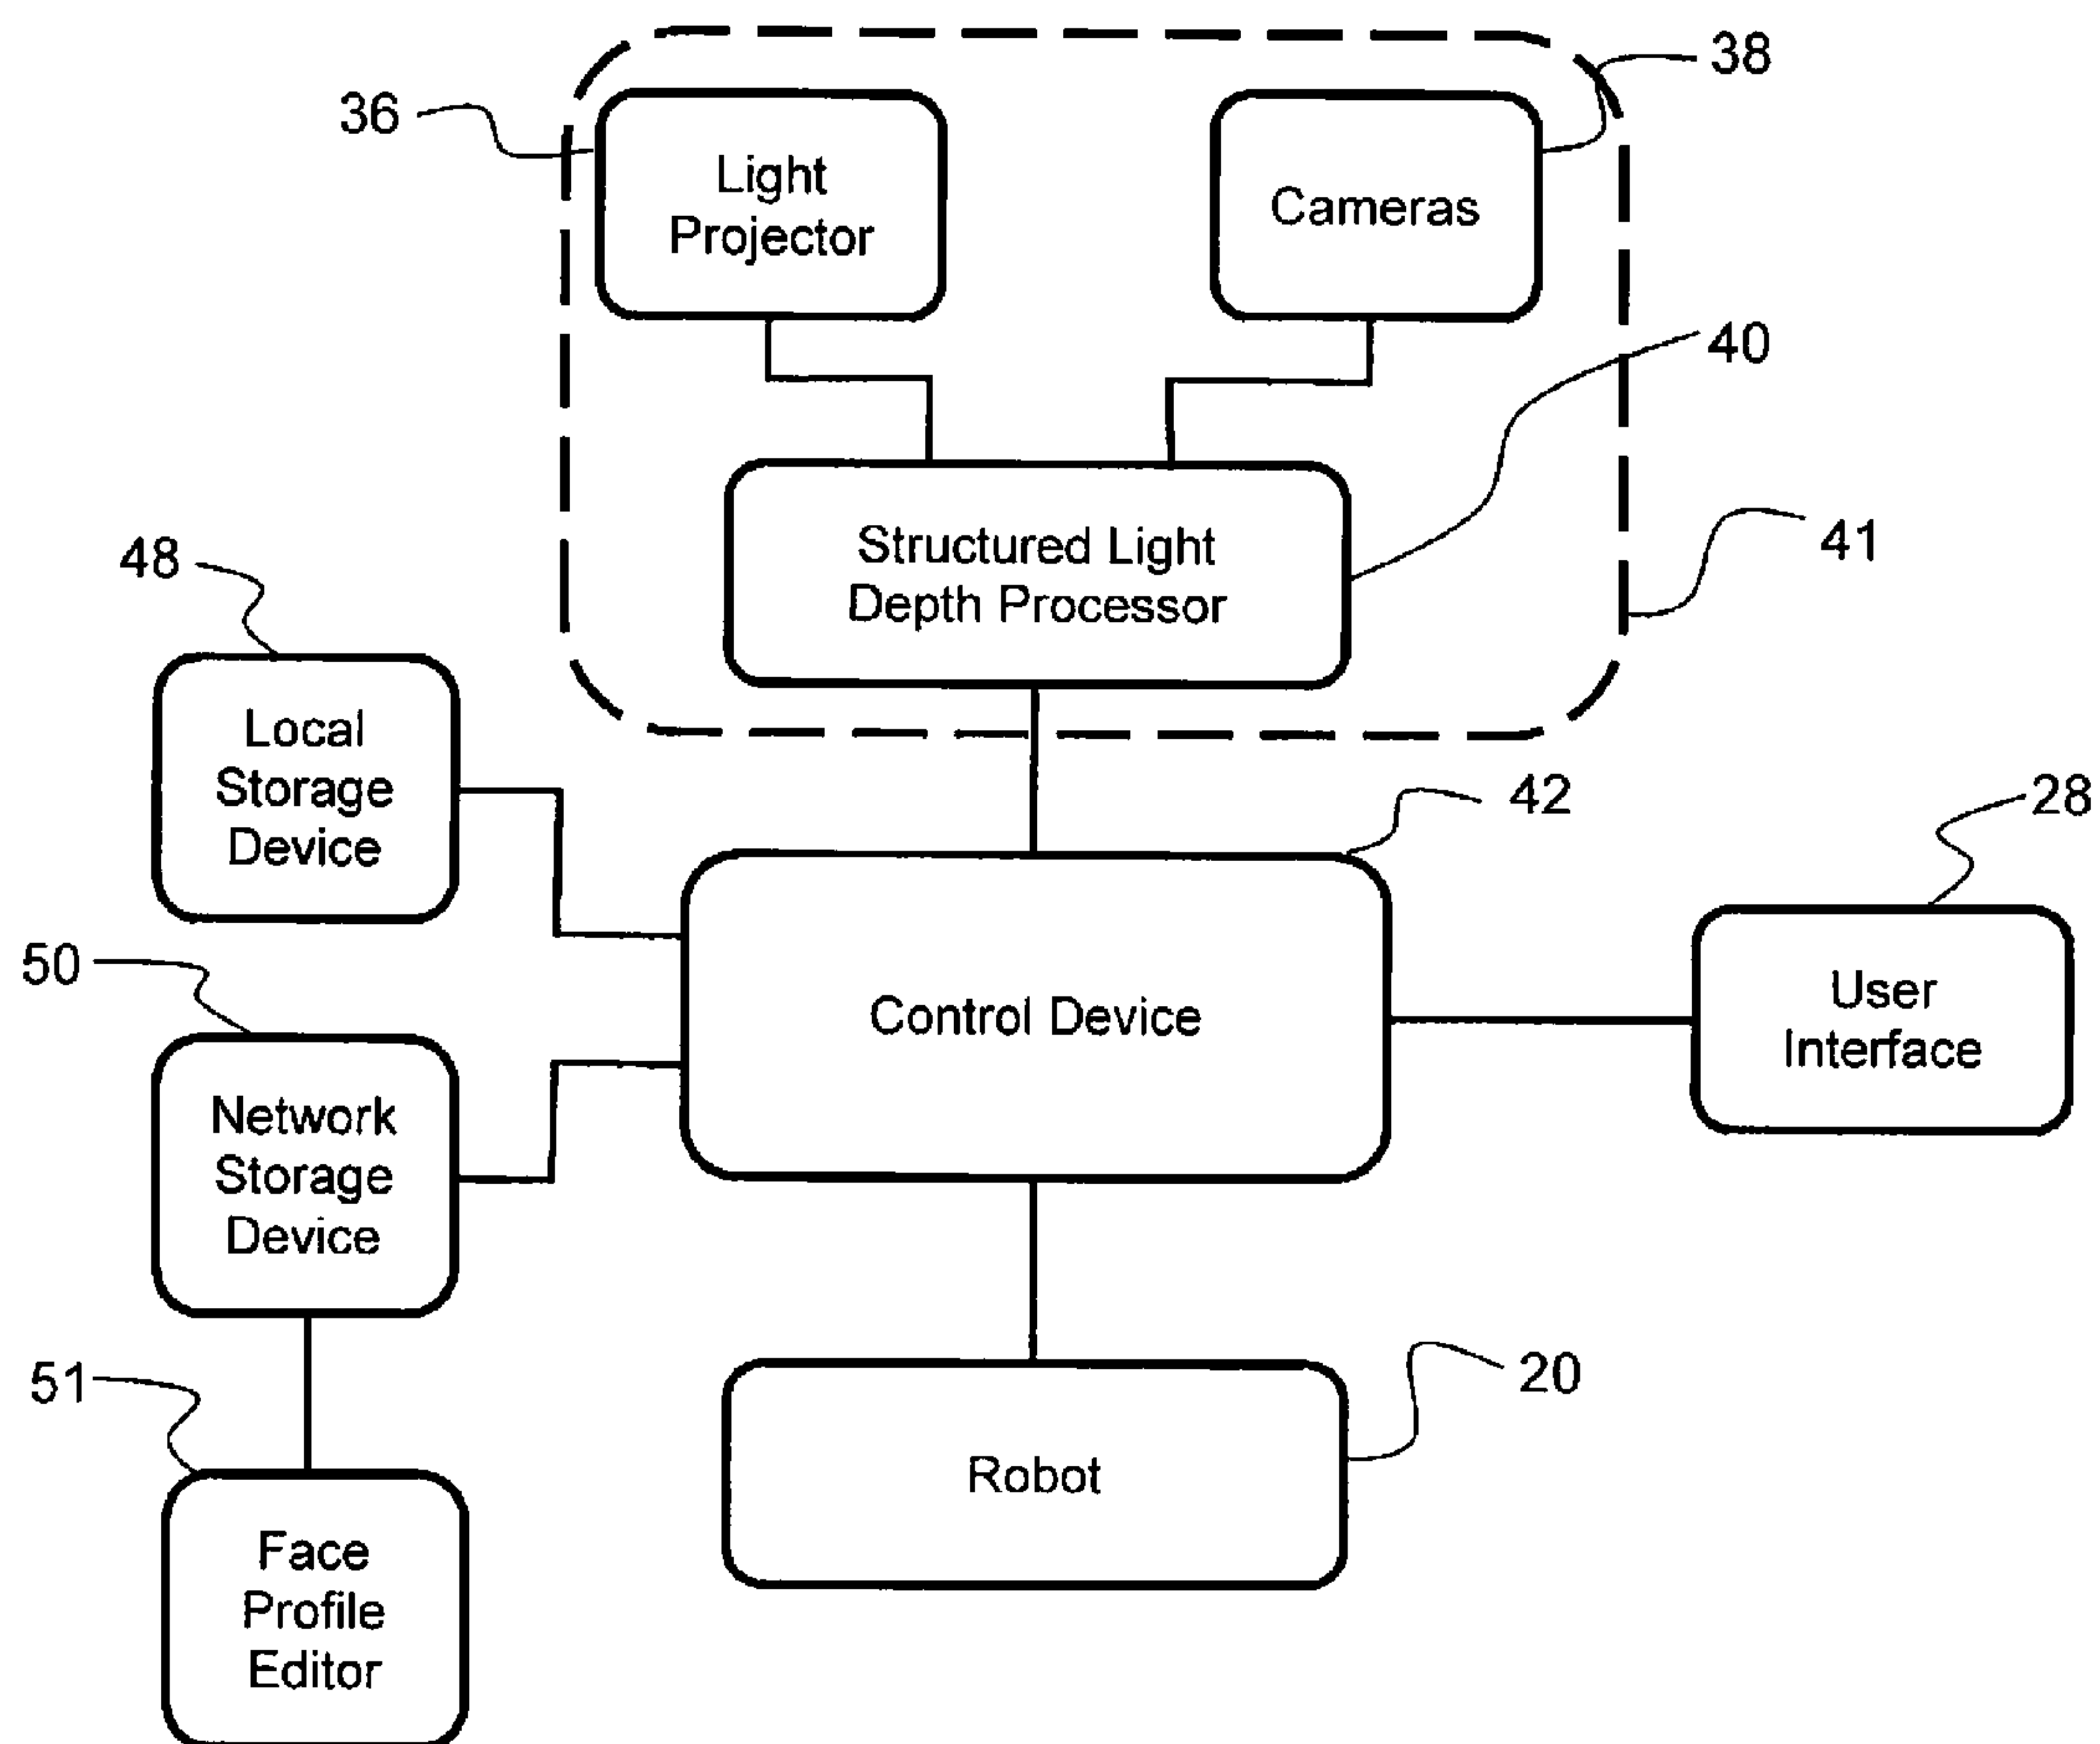 38
36
Light
Projector
Cameras
40
Structured Light
Depth Processor
41
48
Local
Storage
Device
42
28
50
Control Device
User
Interface
Network
Storage
Device
51
20
Robot
Face
Profile
Editor